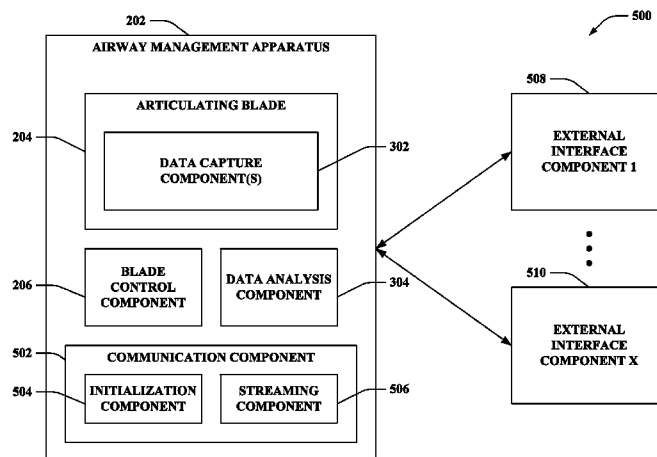 202
500
AIRWAY MANAGEMENT APPARATUS
508
ARTICULATING BLADE
204
DATA CAPTURE
COMPONENT(S)
302
EXTERNAL
INTERFACE
COMPONENT 1
206
BLADE
CONTROL
COMPONENT
DATA ANALYSIS
COMPONENT
304
510
EXTERNAL
INTERFACE
COMPONENT X
502
COMMUNICATION COMPONENT
504
INITIALIZATION
COMPONENT
STREAMING
COMPONENT
506